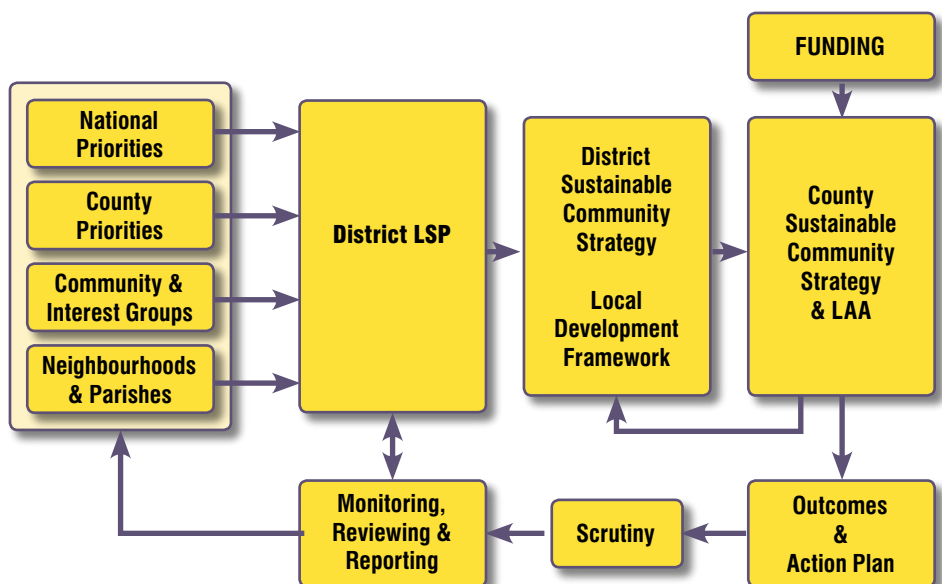 FUNDING
National
Priorities
County
Priorities
Community &
Interest Groups
Neighbourhoods
& Parishes
District LSP
District
Sustainable
Community
Strategy
Local
Development
Framework
County
Sustainable
Community
Strategy
& LAA
Monitoring,
Reviewing &
Reporting
Scrutiny
Outcomes
&
Action Plan